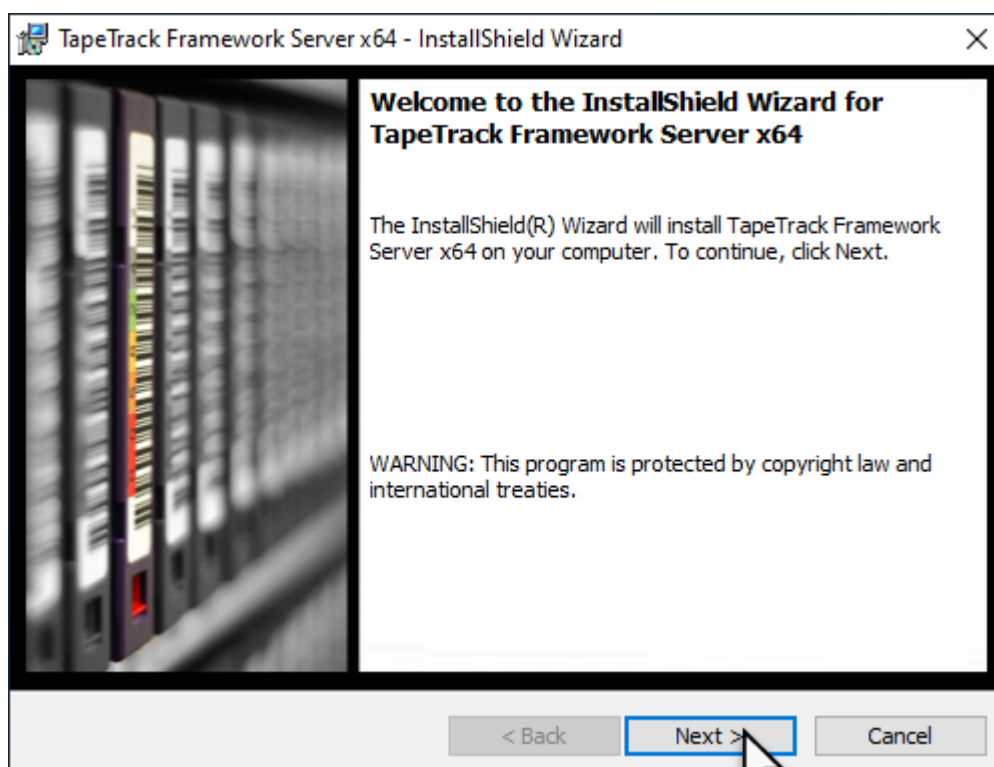 TapeTrack Framework Server x64 - InstallShield Wizard
Welcome to the InstallShield Wizard for
TapeTrack Framework Server x64
The InstallShield(R) Wizard will install TapeTrack Framework
Server x64 on your computer. To continue, click Next.
WARNING: This program is protected by copyright law and
international treaties.
< Back
Next >
Cancel